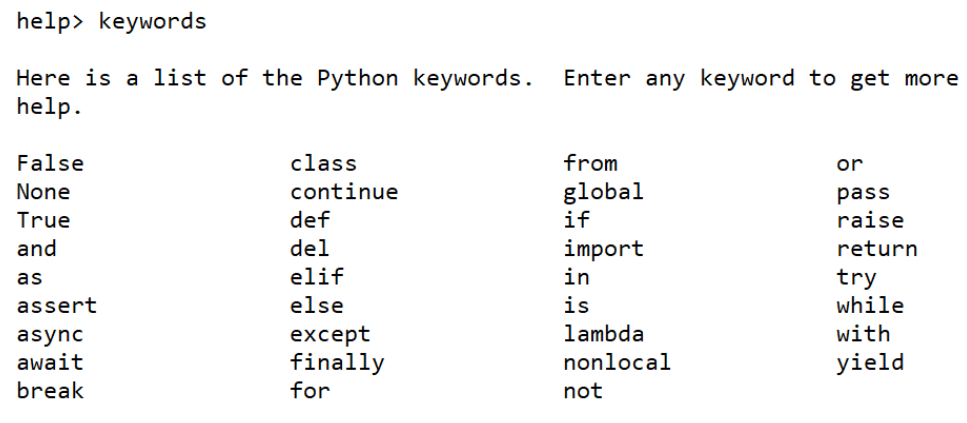 help> keywords
Here is a list of the Python keywords.  Enter any keyword to get more
help.
False               class               from                or
None                continue            global              pass
True                def                 if                  raise
and                 del                 import              return
as                  elif                in                  try
assert              else                is                  while
async               except              lambda              with
await               finally             nonlocal            yield
break               for                 not